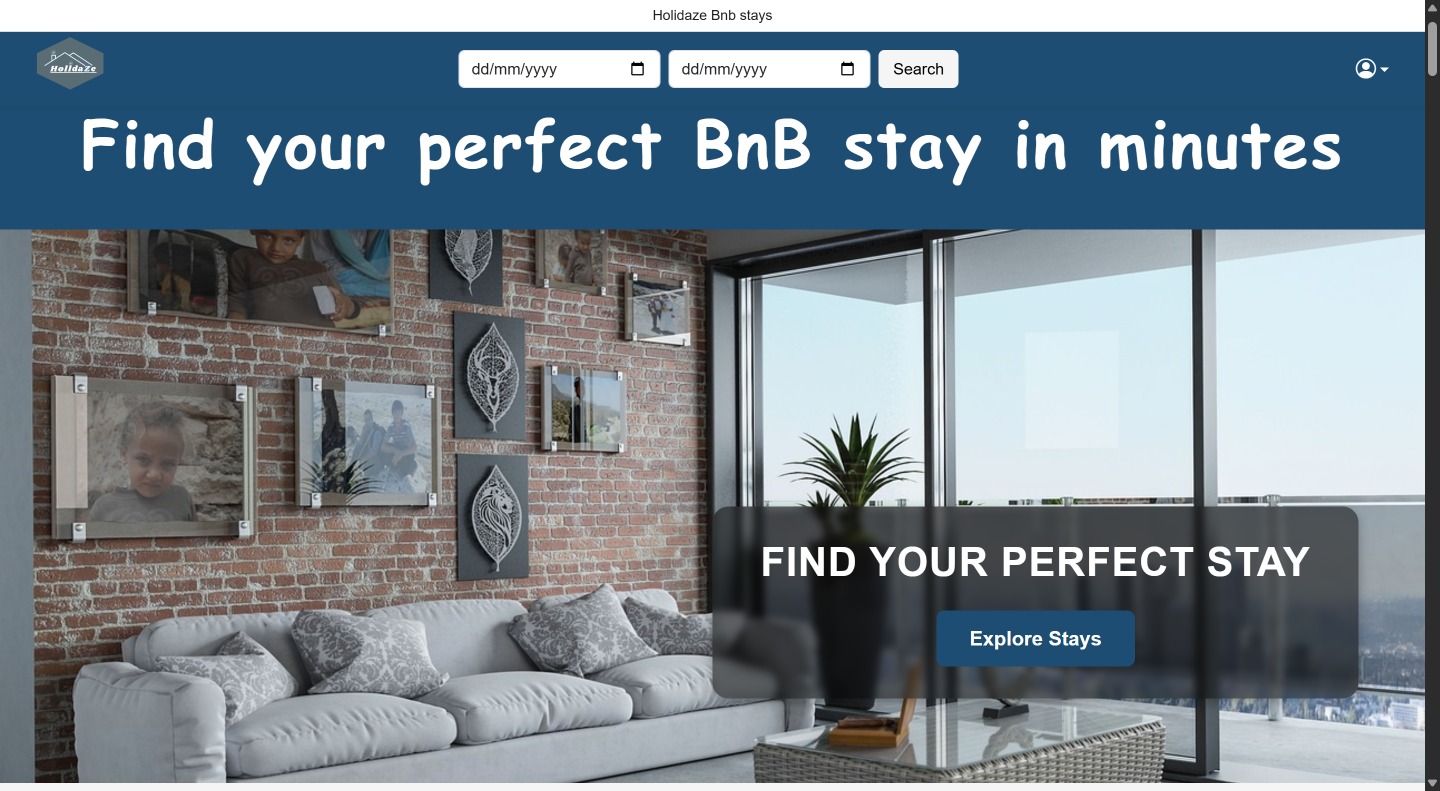 Holidaze Bnb stays
HolidaZe
dd/mm/yyyy
dd/mm/yyyy
Search
Find your perfect BnB stay in minutes
FIND YOUR PERFECT STAY
Explore Stays